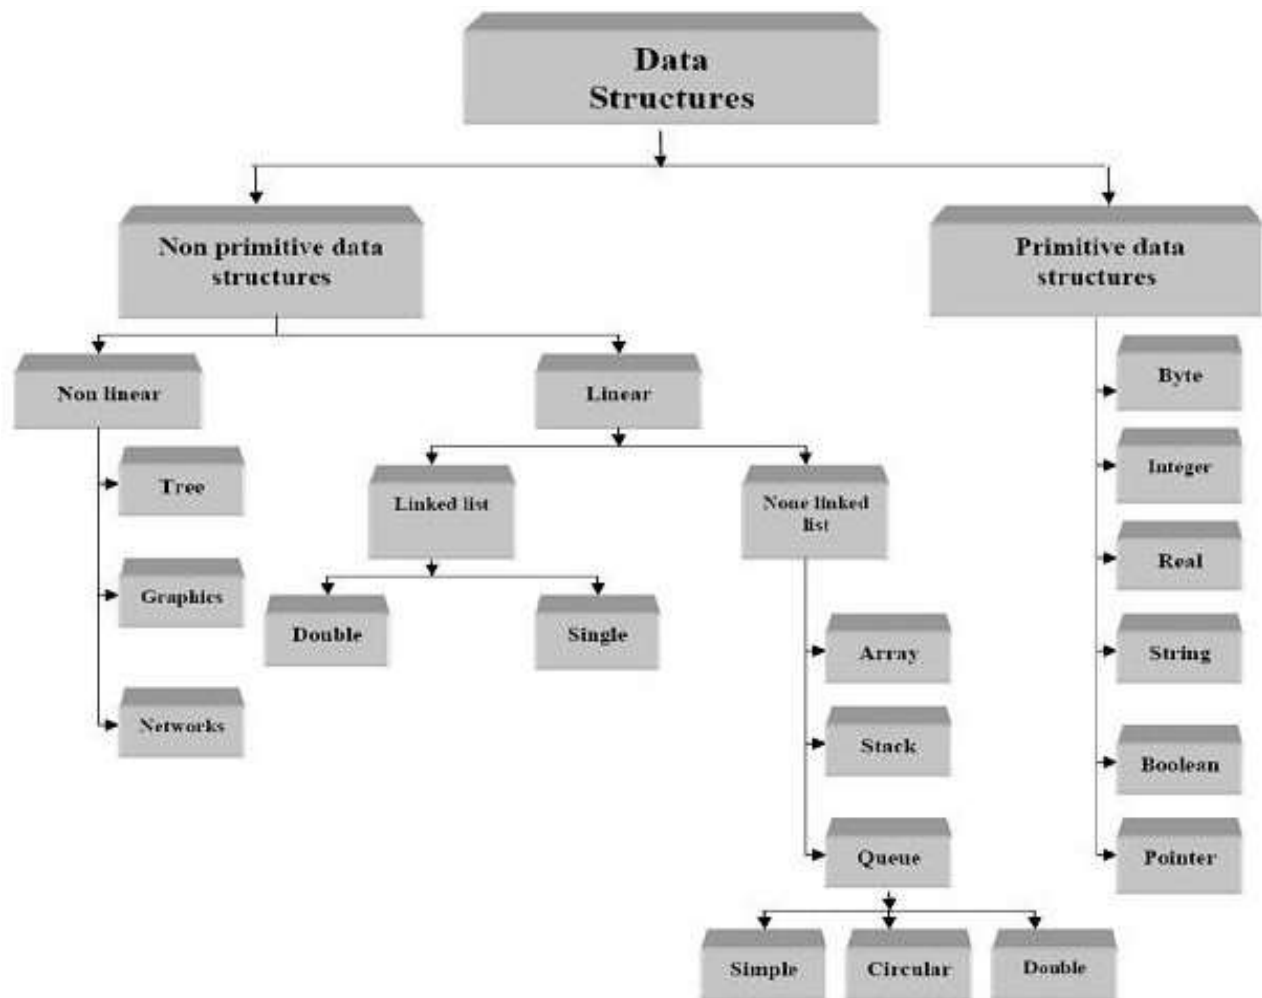 Data
Structures
Non primitive data
structures
Primitive data
structures
Non linear
Linear
Byte
Tree
Linked list
None linked
list
Integer
Graphics
Real
Double
Single
Array
String
Networks
Stack
Boolean
Queue
Pointer
Simple
Circular
Double